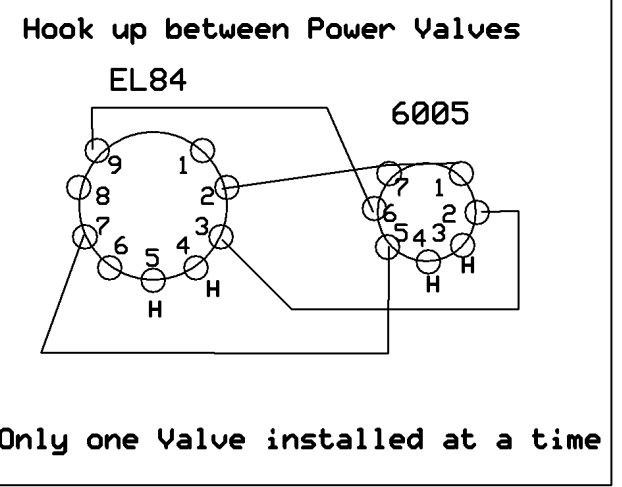 Hook up between Power Valves
EL84
6005
9 1
8 2
7 3
6 5 4
H H
7 1
6 2
5 4 3
H H
Only one Valve installed at a time